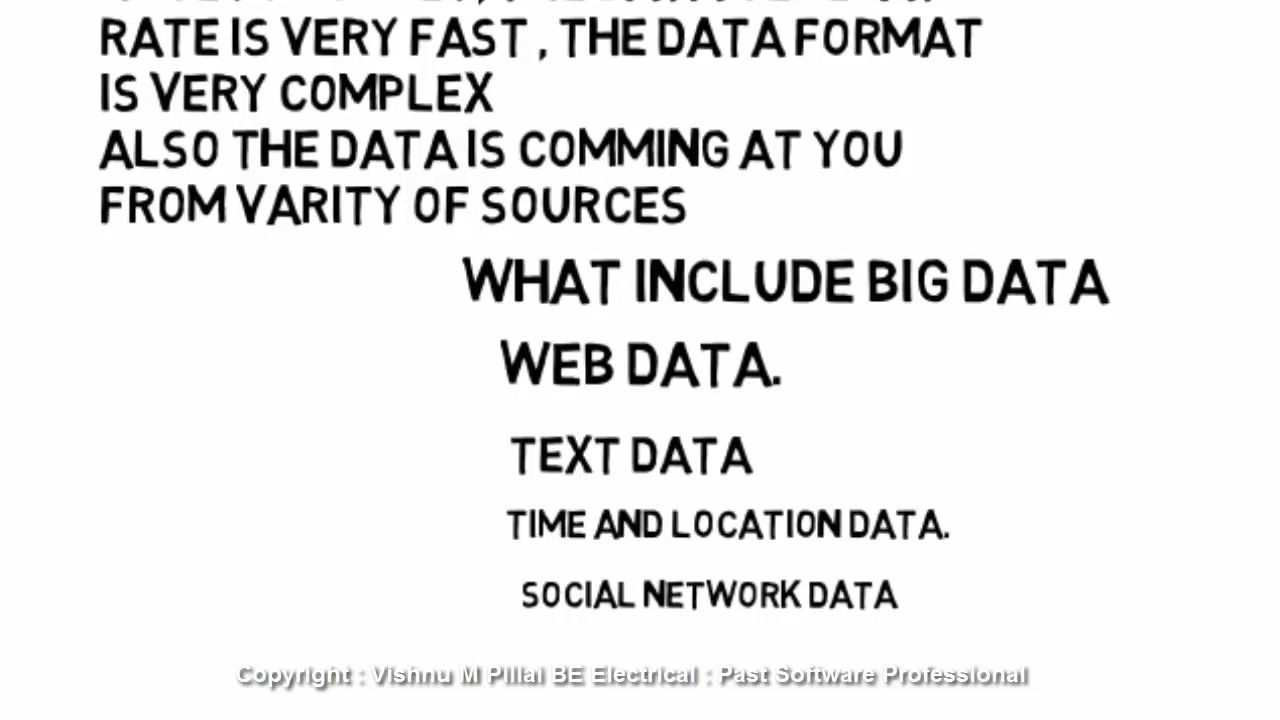 RATE IS VERY FAST , THE DATA FORMAT
IS VERY COMPLEX
ALSO THE DATA IS COMMING AT YOU
FROM VARITY OF SOURCES
WHAT INCLUDE BIG DATA
WEB DATA.
TEXT DATA
TIME AND LOCATION DATA.
SOCIAL NETWORK DATA
Copyright : Vishnu M Pillai BE Electrical : Past Software Professional